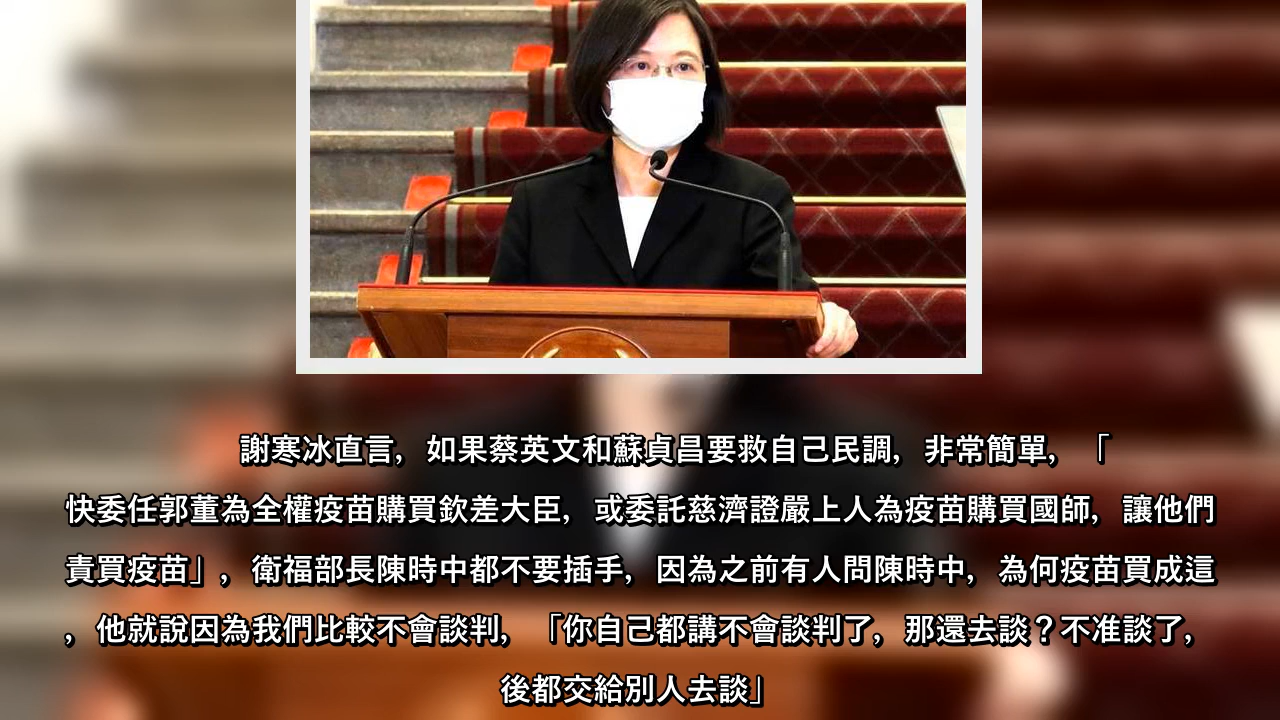 謝寒冰直言，如果蔡英文和蘇貞昌要救自己民調，非常簡單，「
快委任郭董為全權疫苗購買欽差大臣，或委託慈濟證嚴上人為疫苗購買國師，讓他們
責買疫苗」，衛福部長陳時中都不要插手，因為之前有人問陳時中，為何疫苗買成這
，他就說因為我們比較不會談判，「你自己都講不會談判了，那還去談？不准談了，
後都交給別人去談」